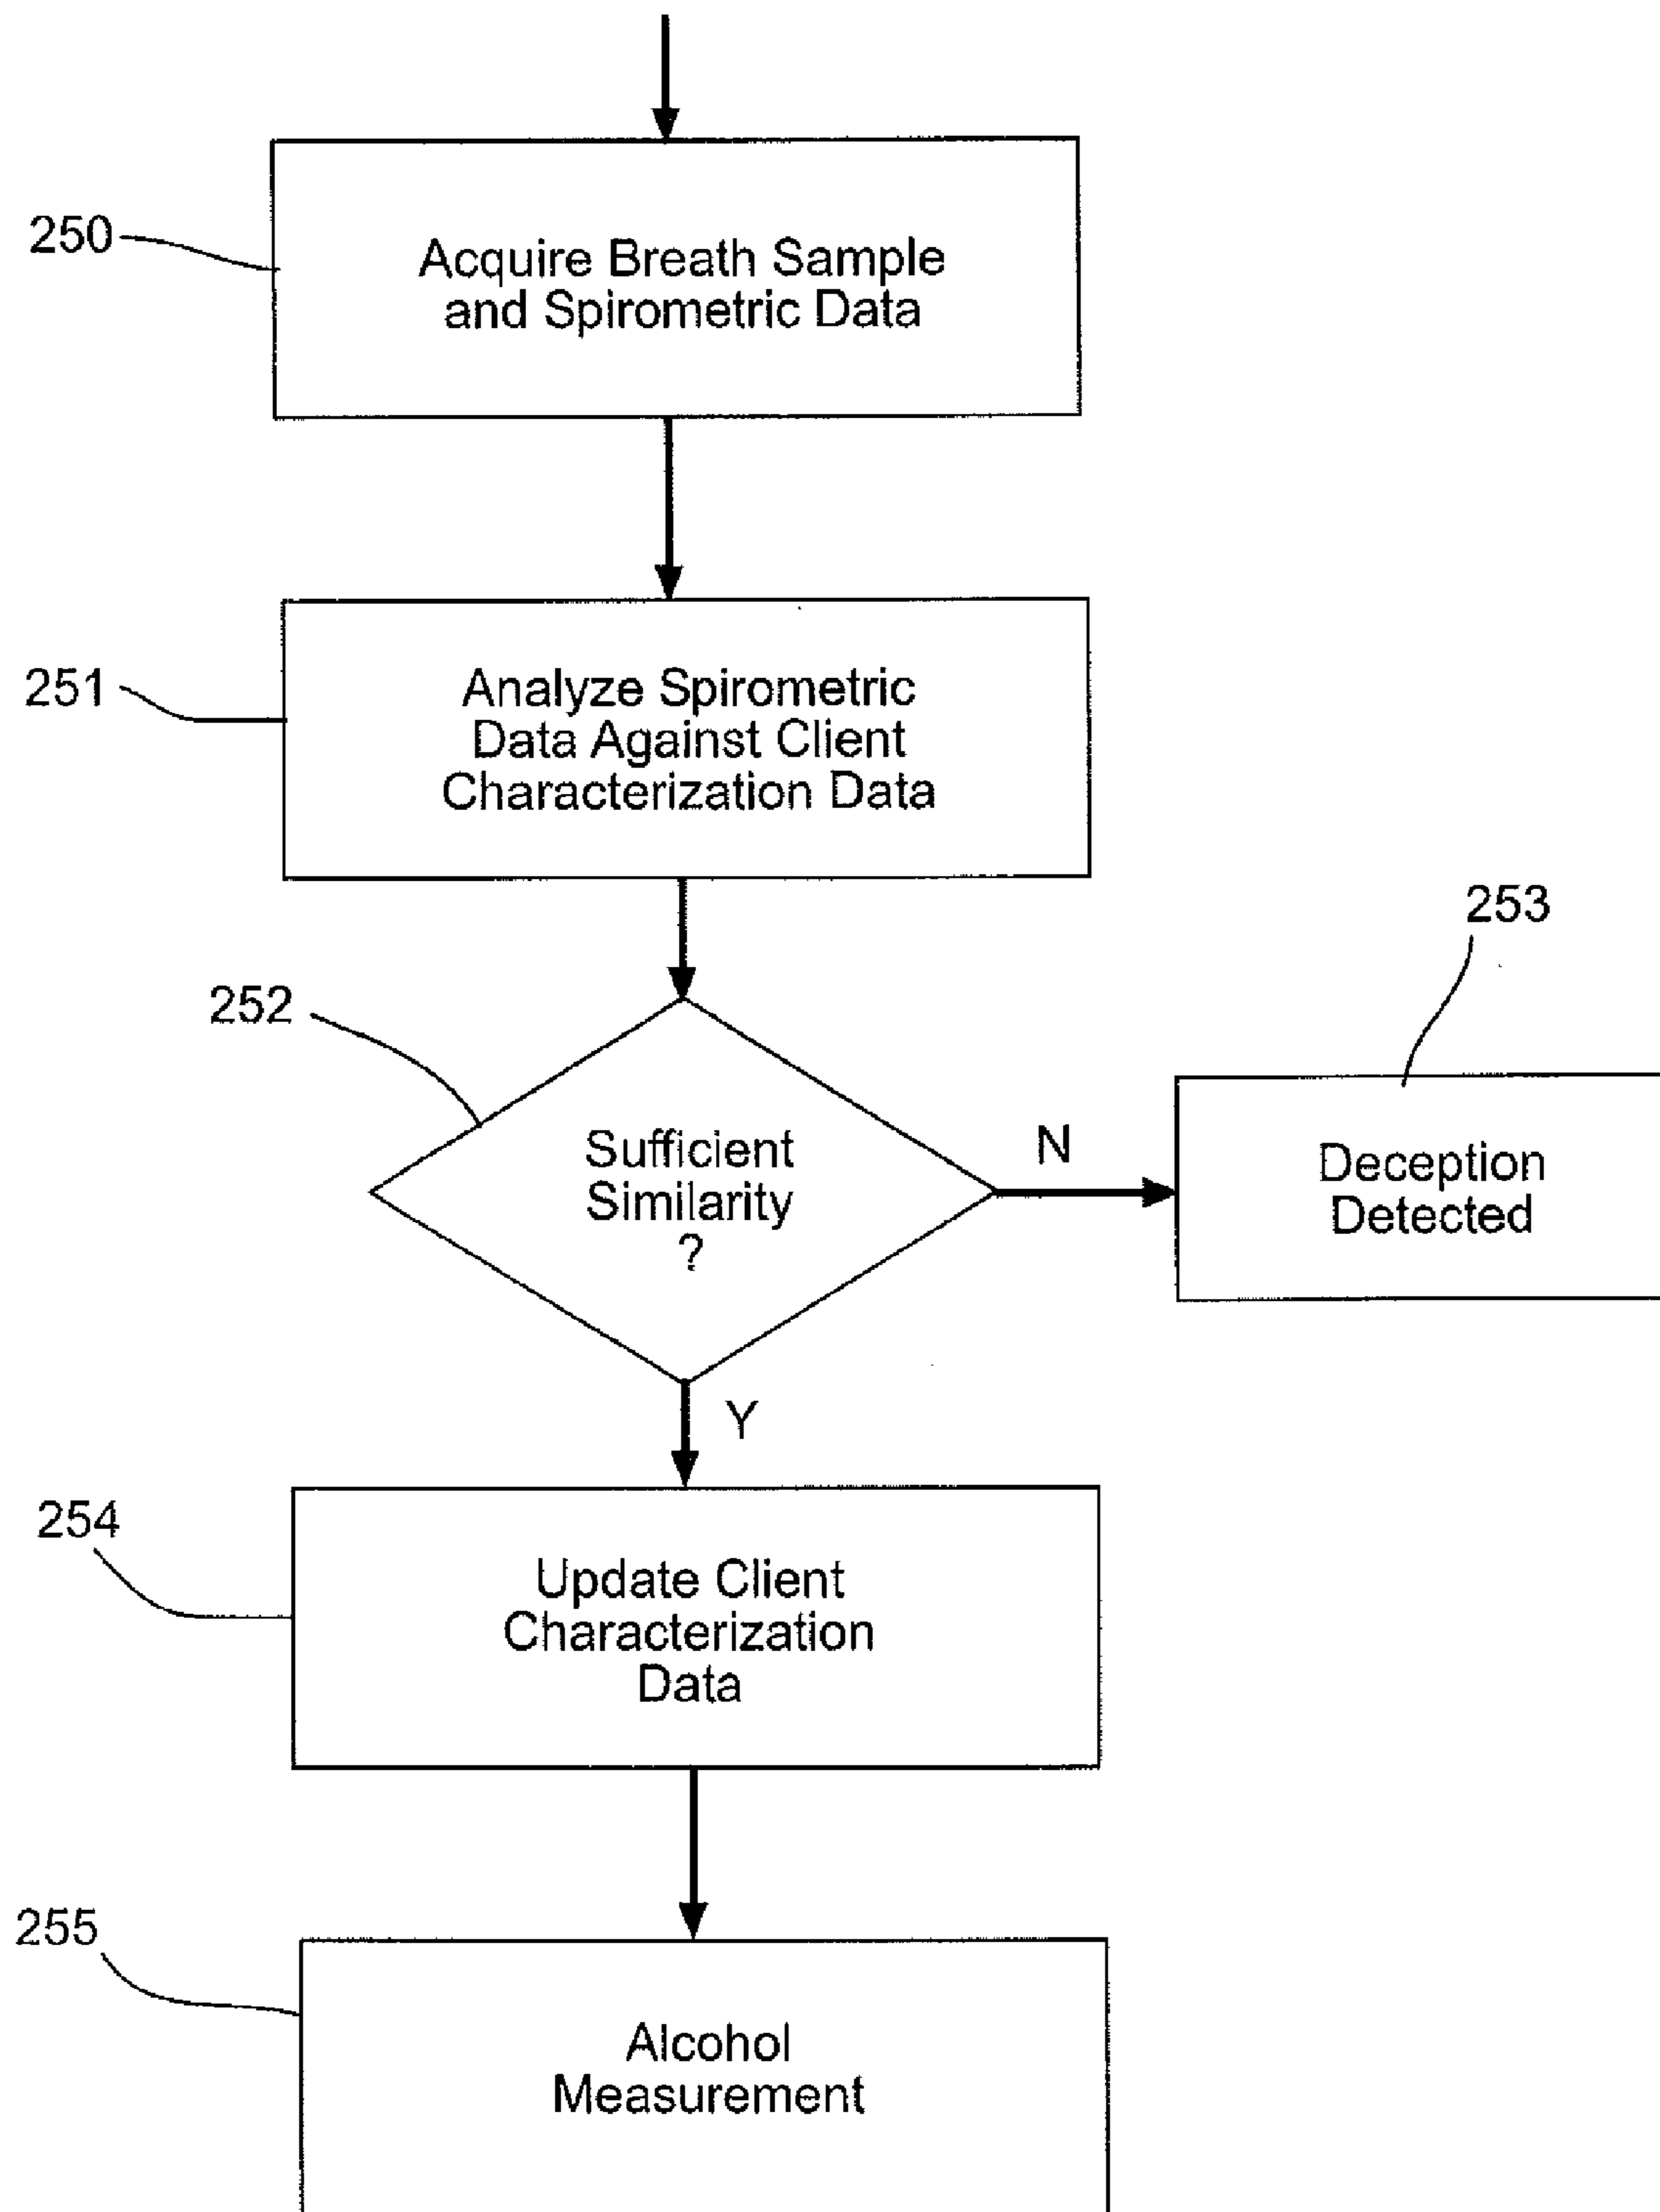 250
Acquire Breath Sample
and Spirometric Data
251
Analyze Spirometric
Data Against Client
Characterization Data
253
252
Sufficient
Similarity
?
N
Deception
Detected
Y
254
Update Client
Characterization
Data
255
Alcohol
Measurement